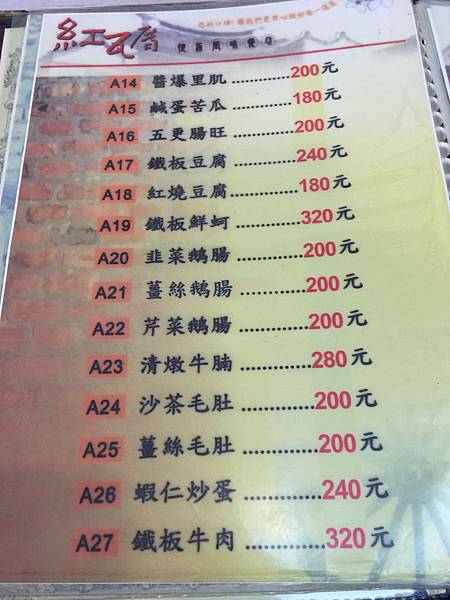 紅瓦厝
懷舊風味餐坊
A14 醬爆里肌 ............200元
A15 鹹蛋苦瓜 ............180元
A16 五更腸旺 ............200元
A17 鐵板豆腐 ............240元
A18 紅燒豆腐............180元
A19 鐵板鮮蚵 ............320元
A20 韭菜鵝腸 ............200元
A21 薑絲鵝腸 ............200元
A22 芹菜鵝腸 ............200元
A23 清燉牛腩 ............280元
A24 沙茶毛肚 ............200元
A25 薑絲毛肚 ............200元
A26 蝦仁炒蛋 ............240元
A27 鐵板牛肉 ............320元